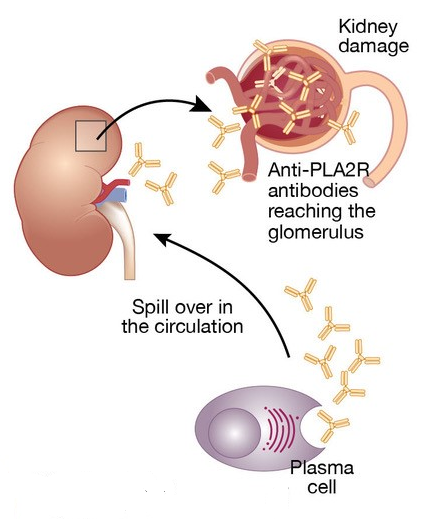 Kidney
damage
Anti-PLA2R
antibodies
reaching the
glomerulus
Spill over in
the circulation
Plasma
cell